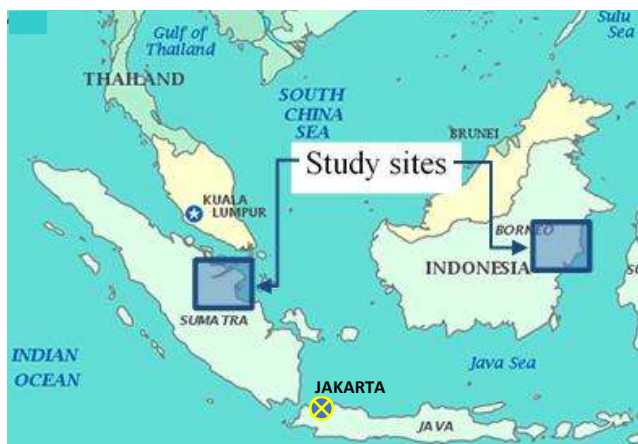 Gulf of
Thailand
Sulu
Sea
THAILAND
SOUTH
CHINA
SEA
BRUNEI
Study sites
KUALA
LUMPUR
BORNEO
INDONESIA
SUMATRA
INDIAN
OCEAN
Java Sea
JAKARTA
JAVA